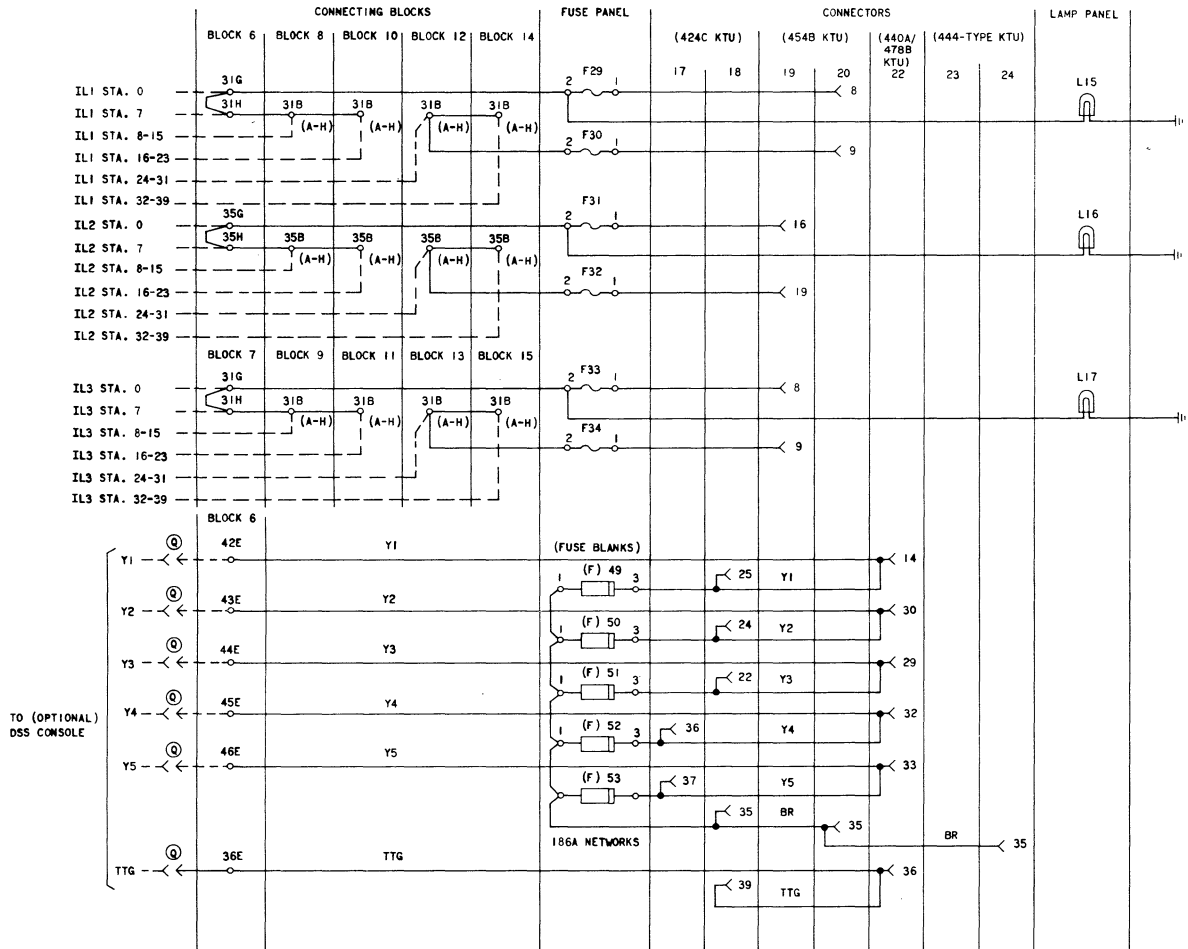 CONNECTING BLOCKS FUSE PANEL CONNECTORS LAMP PANEL
BLOCK 6 BLOCK 8 BLOCK 10 BLOCK 12 BLOCK 14 (424C KTU) (454B KTU) (440A/ (444-TYPE KTU)
478B
KTU)
17 18 19 20 22 23 24
31G F29 L15
IL1 STA. 0 2 1 8
31H 31B 31B 31B 31B
IL1 STA. 7 (A-H) (A-H) (A-H) (A-H)
IL1 STA. 8-15 F30
IL1 STA. 16-23 2 1 9
IL1 STA. 24-31
IL1 STA. 32-39 F31
35G L16
IL2 STA. 0 2 1 16
35H 35B 35B 35B 35B
IL2 STA. 7 (A-H) (A-H) (A-H) (A-H)
IL2 STA. 8-15 F32
IL2 STA. 16-23 2 1 19
IL2 STA. 24-31
IL2 STA. 32-39
BLOCK 7 BLOCK 9 BLOCK 11 BLOCK 13 BLOCK 15
31G F33 L17
IL3 STA. 0 2 1 8
31H 31B 31B 31B 31B
IL3 STA. 7 (A-H) (A-H) (A-H) (A-H)
IL3 STA. 8-15 F34
IL3 STA. 16-23 2 1 9
IL3 STA. 24-31
IL3 STA. 32-39
BLOCK 6
Q 42E Y1 (FUSE BLANKS)
Y1 14
1 (F) 49 3 25 Y1
Q 43E Y2
Y2 30
1 (F) 50 3 24 Y2
Q 44E Y3
Y3 29
1 (F) 51 3 22 Y3
Q 45E Y4
Y4 32
TO (OPTIONAL)
DSS CONSOLE
1 (F) 52 3 36 Y4
Q 46E Y5
Y5 33
(F) 53 37 Y5
35 BR
35
186A NETWORKS
BR 35
Q 36E TTG
TTG 36
39 TTG